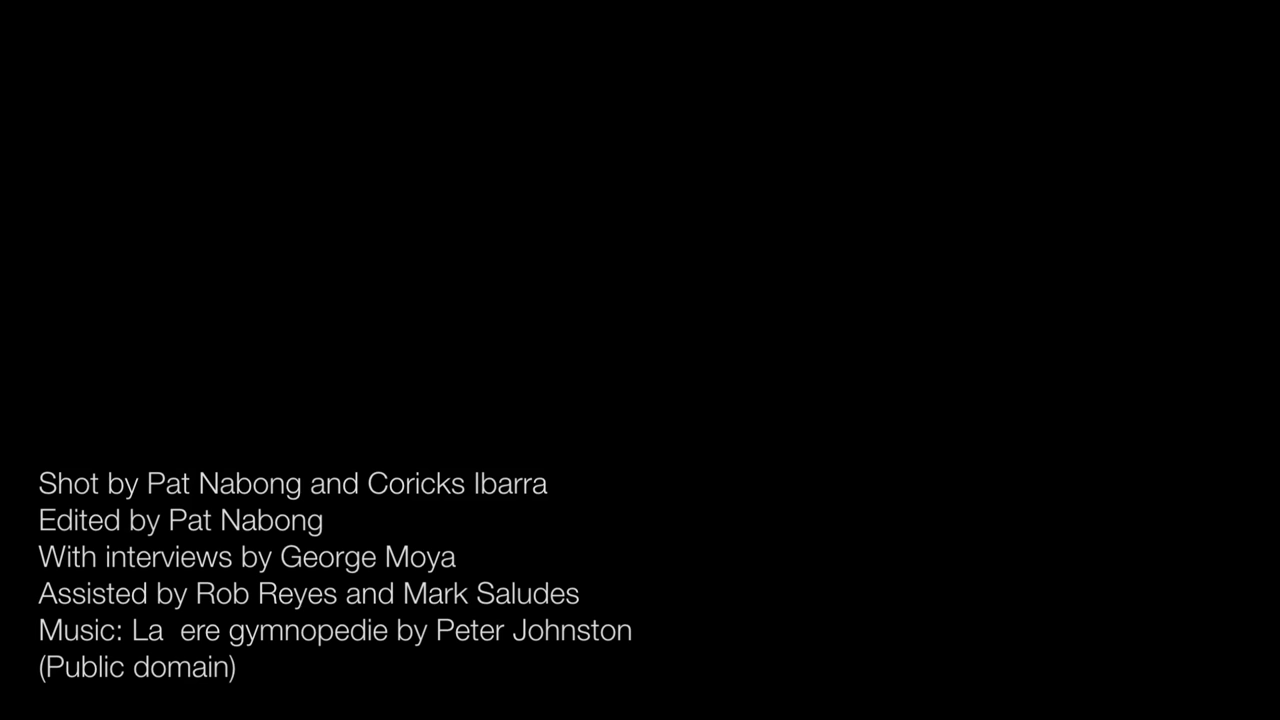 Shot by Pat Nabong and Coricks Ibarra
Edited by Pat Nabong
With interviews by George Moya
Assisted by Rob Reyes and Mark Saludes
Music: La  ere gymnopedie by Peter Johnston
(Public domain)